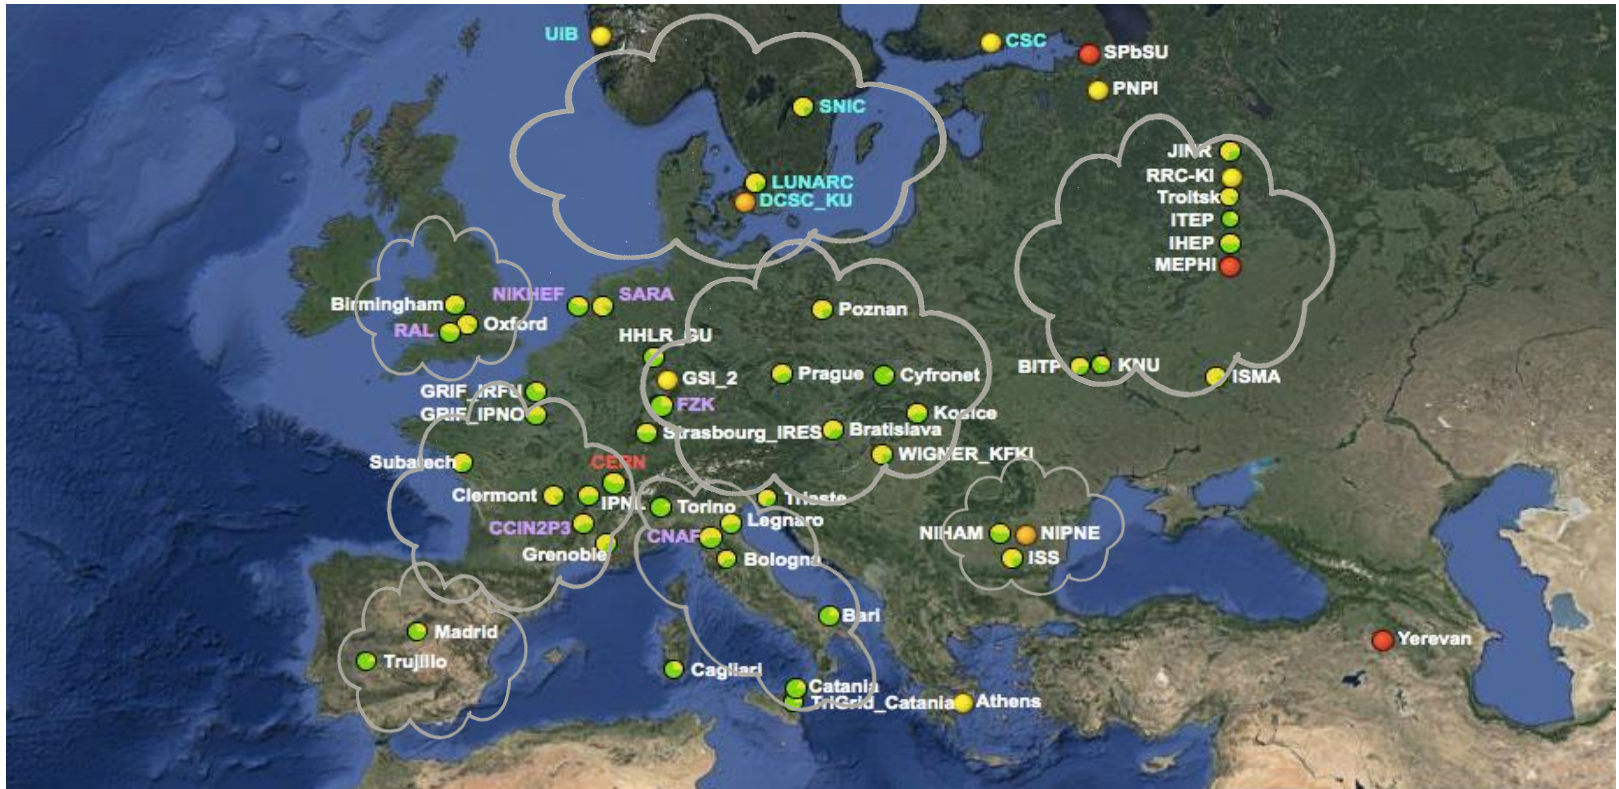 UiB
CSC
SPbSU
PNPI
SNIC
JINR
RRC-KI
LUNARC
Troitsk
DCSC_KU
ITEP
IHEP
MEPHI
NIKHEF
SARA
Birmingham
Poznan
Oxford
RAL
HHLR_GU
BITP
KNU
Prague
Cyfronet
ISMA
GSI_2
GRIF_IRFU
FZK
GRIF_IPNO
Kosice
Strasbourg_IRES
Bratislava
WIGNER_KFKI
Subatech
CERN
Clermont
IPNL
Trieste
Torino
Legnaro
CCIN2P3
CNAF
NIHAM
NIPNE
Grenoble
Bologna
ISS
Bari
Madrid
Yerevan
Trujillo
Cagliari
Catania
TriGrid_Catania
Athens